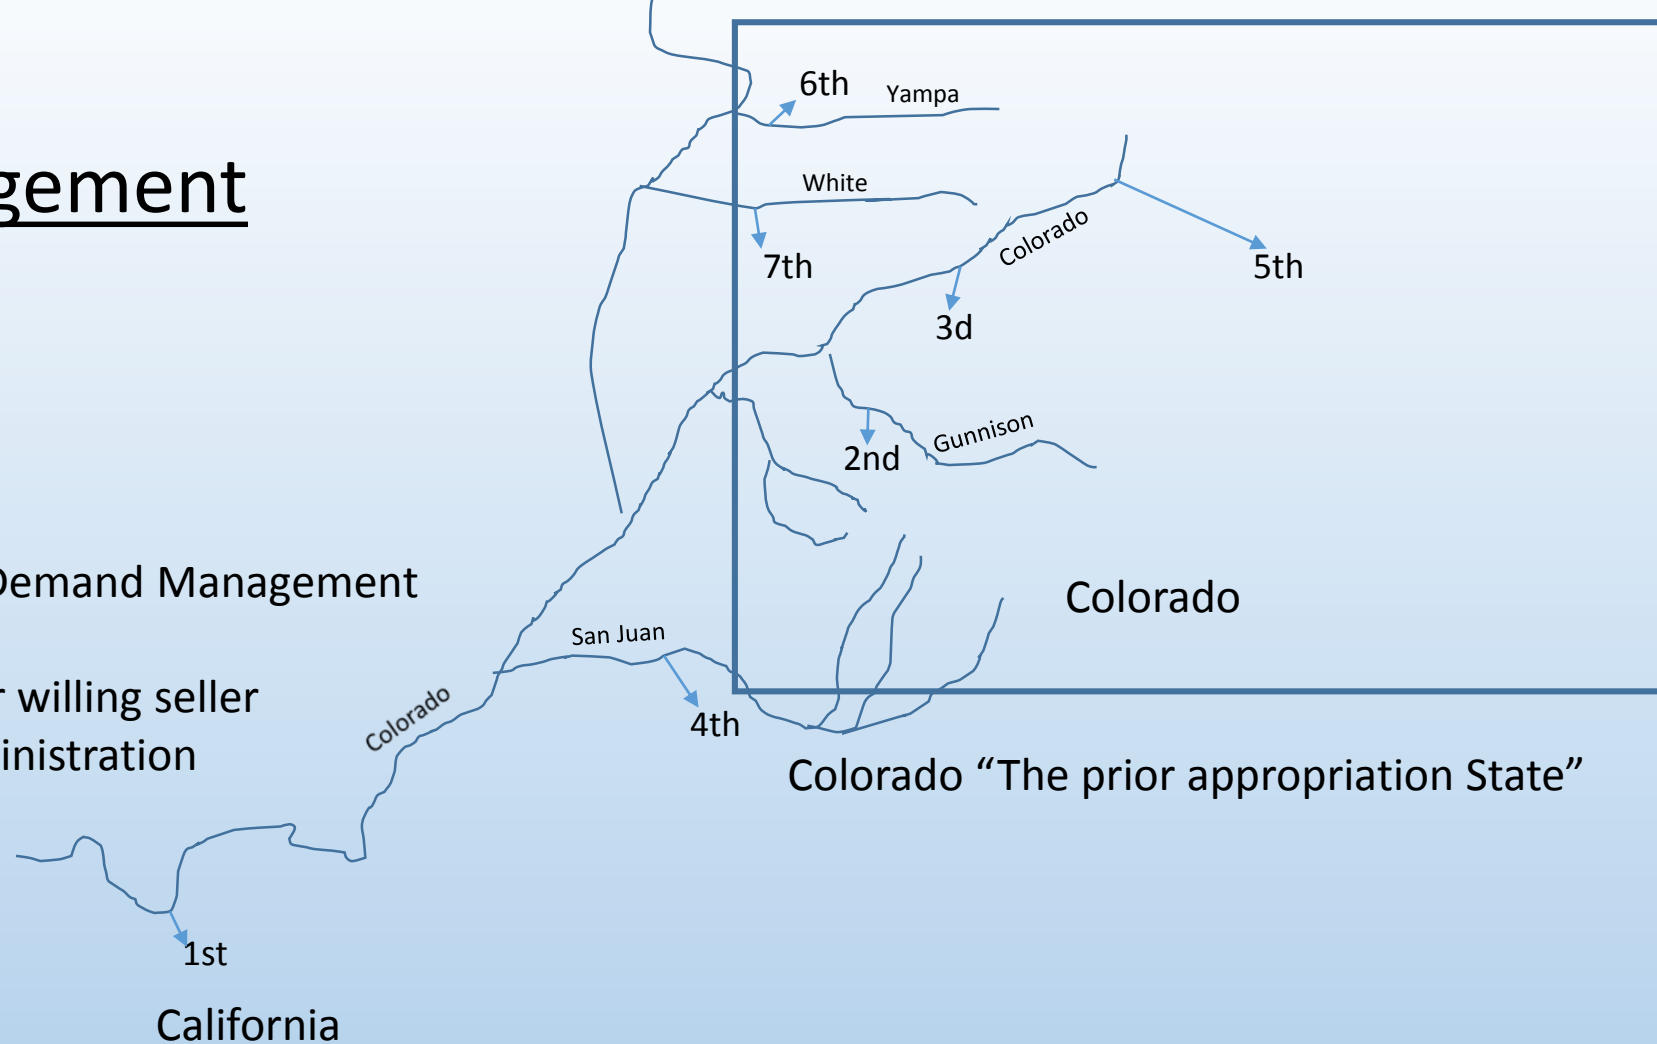 6th
Yampa
gement
White
Colorado
7th
5th
3d
Gunnison
2nd
Demand Management
Colorado
San Juan
r willing seller
Colorado
4th
inistration
Colorado “The prior appropriation State”
1st
California